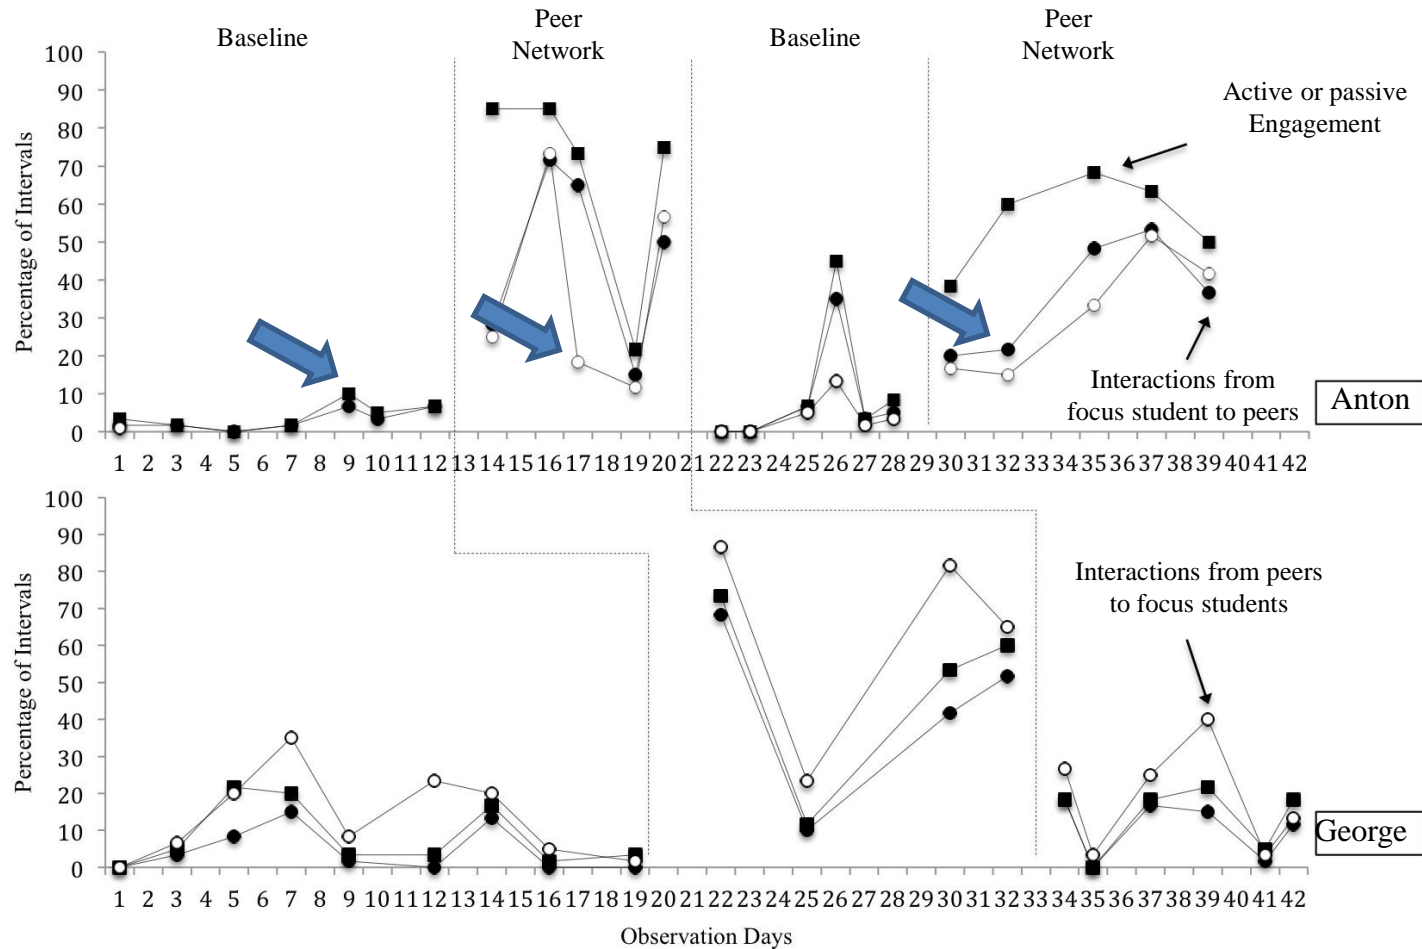 Baseline
Peer
Network
Baseline
Peer
Network
Percentage of Intervals
100
90
80
70
60
50
40
30
20
10
0
Active or passive
Engagement
Interactions from
focus student to peers
Anton
1 2 3 4 5 6 7 8 9 10 11 12 13 14 15 16 17 18 19 20 21 22 23 24 25 26 27 28 29 30 31 32 33 34 35 36 37 38 39 40 41 42
Percentage of Intervals
100
90
80
70
60
50
40
30
20
10
0
Interactions from peers
to focus students
George
1 2 3 4 5 6 7 8 9 10 11 12 13 14 15 16 17 18 19 20 21 22 23 24 25 26 27 28 29 30 31 32 33 34 35 36 37 38 39 40 41 42
Observation Days